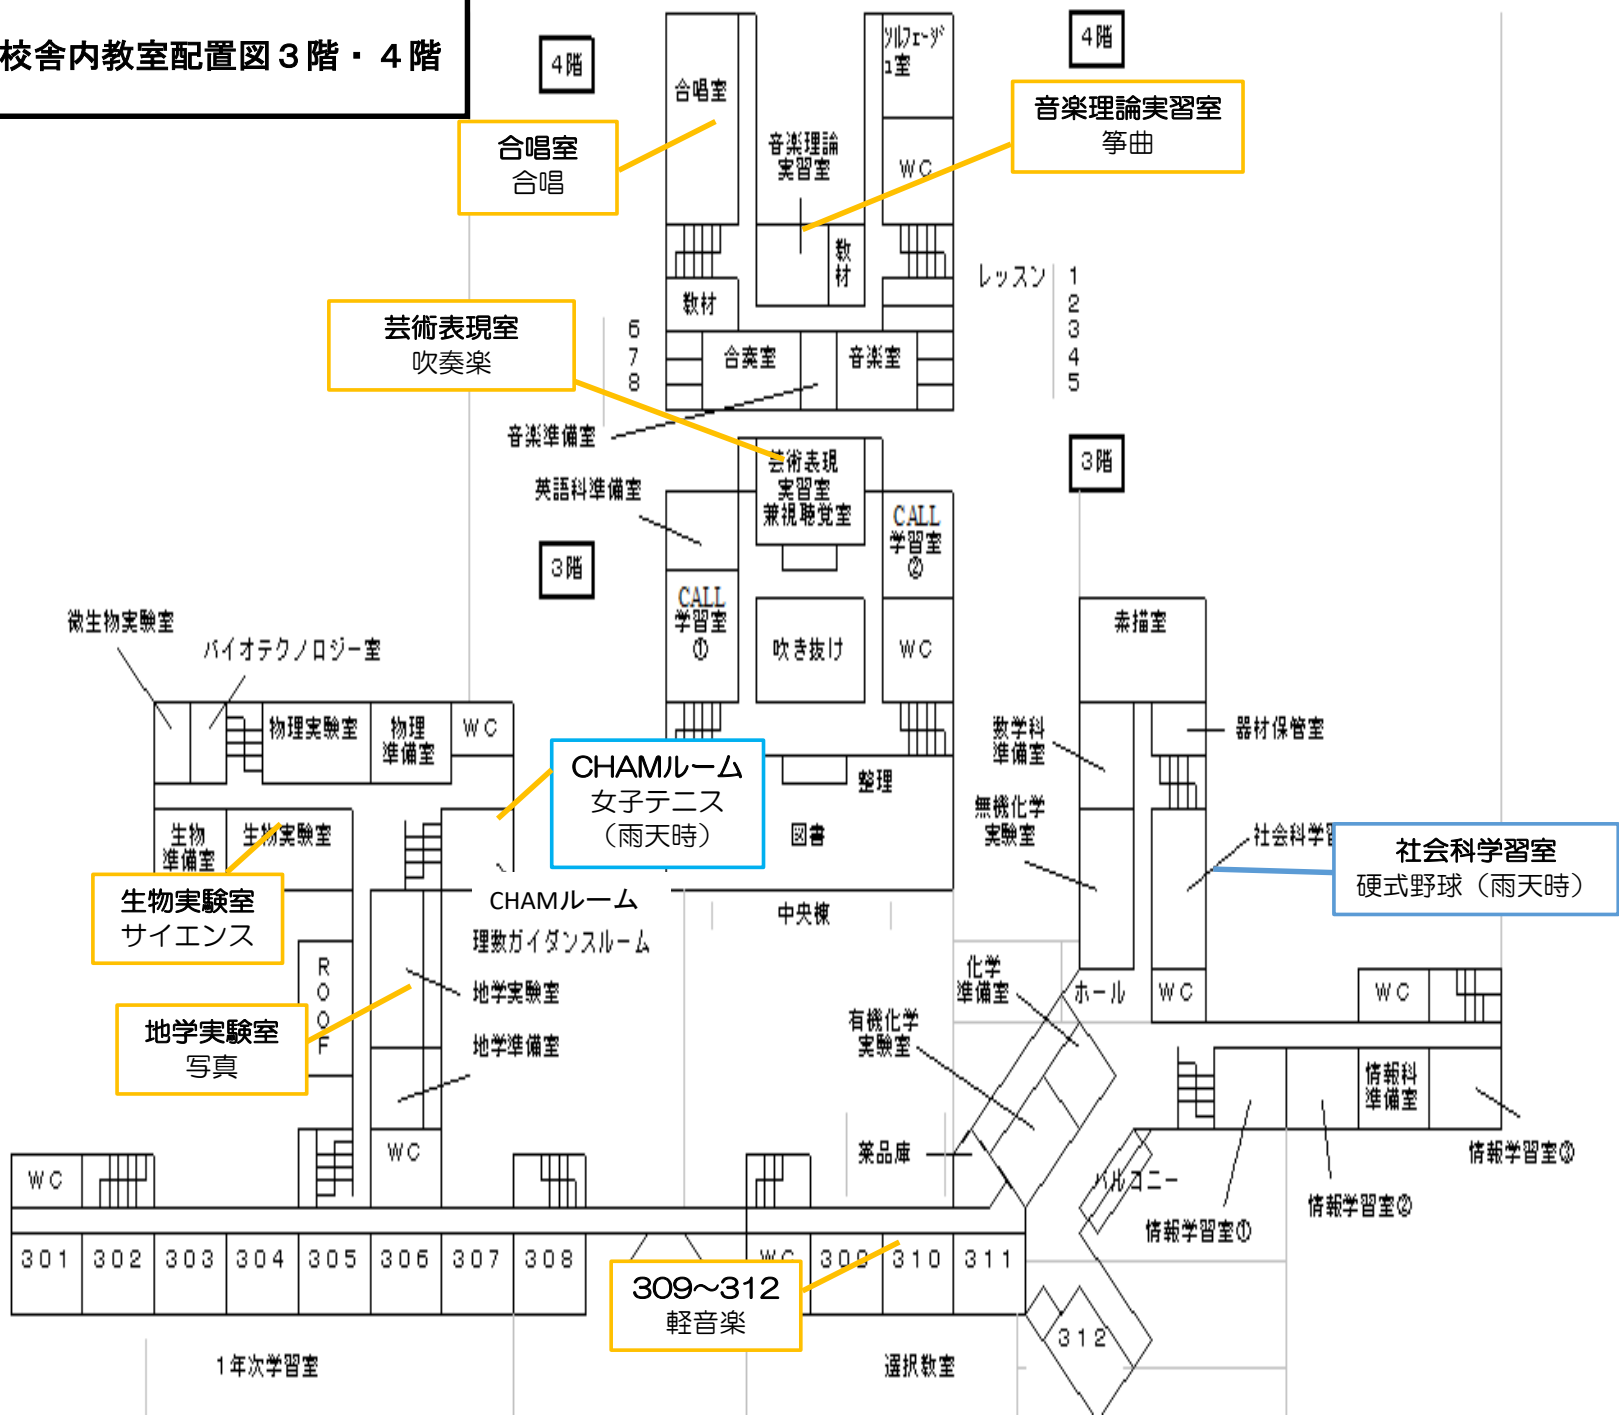 校舎内教室配置図３階・４階
4階
4階
合唱室
ソルフェージ
ュ室
音楽理論
実習室
WC
合唱室
合唱
音楽理論実習室
箏曲
教材
教材
レッスン
1
2
3
4
5
6
7
8
芸術表現室
吹奏楽
合奏室
音楽室
音楽準備室
3階
3階
芸術表現
実習室
兼視聴覚室
英語科準備室
CALL
学習室
②
CALL
学習室
①
吹き抜け
WC
素描室
微生物実験室
バイオテクノロジー室
物理実験室
物理
準備室
WC
数学科
準備室
器材保管室
CHAMルーム
女子テニス
（雨天時）
整理
図書
無機化学
実験室
社会科学習
社会科学習室
硬式野球（雨天時）
生物
準備室
生物実験室
生物実験室
サイエンス
CHAMルーム
理数ガイダンスルーム
中央棟
ROOF
地学実験室
地学準備室
地学実験室
写真
化学
準備室
ホール
WC
WC
有機化学
実験室
情報科
準備室
薬品庫
バルコニー
情報学習室①
情報学習室②
情報学習室③
WC
WC
301
302
303
304
305
306
307
308
WC
309
310
311
312
309～312
軽音楽
1年次学習室
選択教室